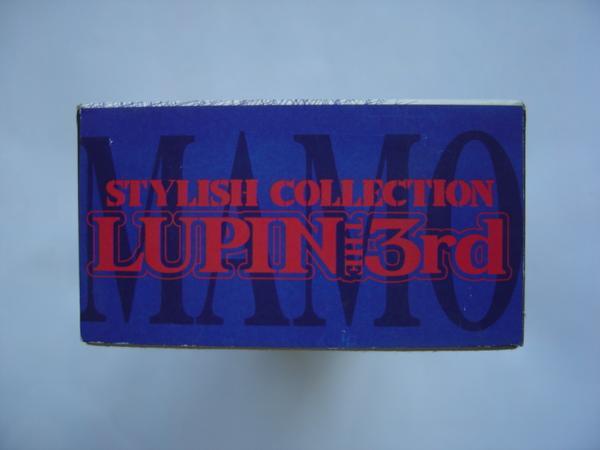 MAMO
STYLISH COLLECTION
LUPIN THE 3rd